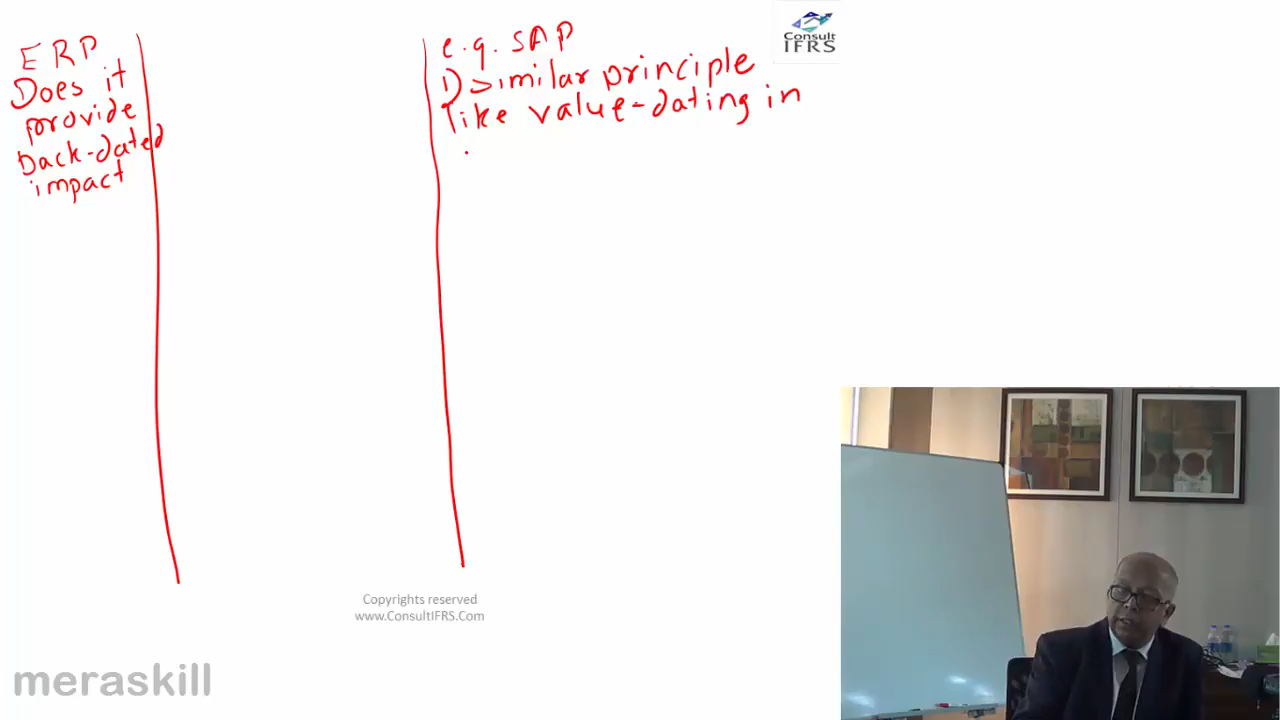 ERP
Does it
provide
back-dated
impact
e.g. SAP
1) similar principle
like value-dating in
Consult
IFRS
Copyrights reserved
www.ConsultIFRS.Com
meraskill